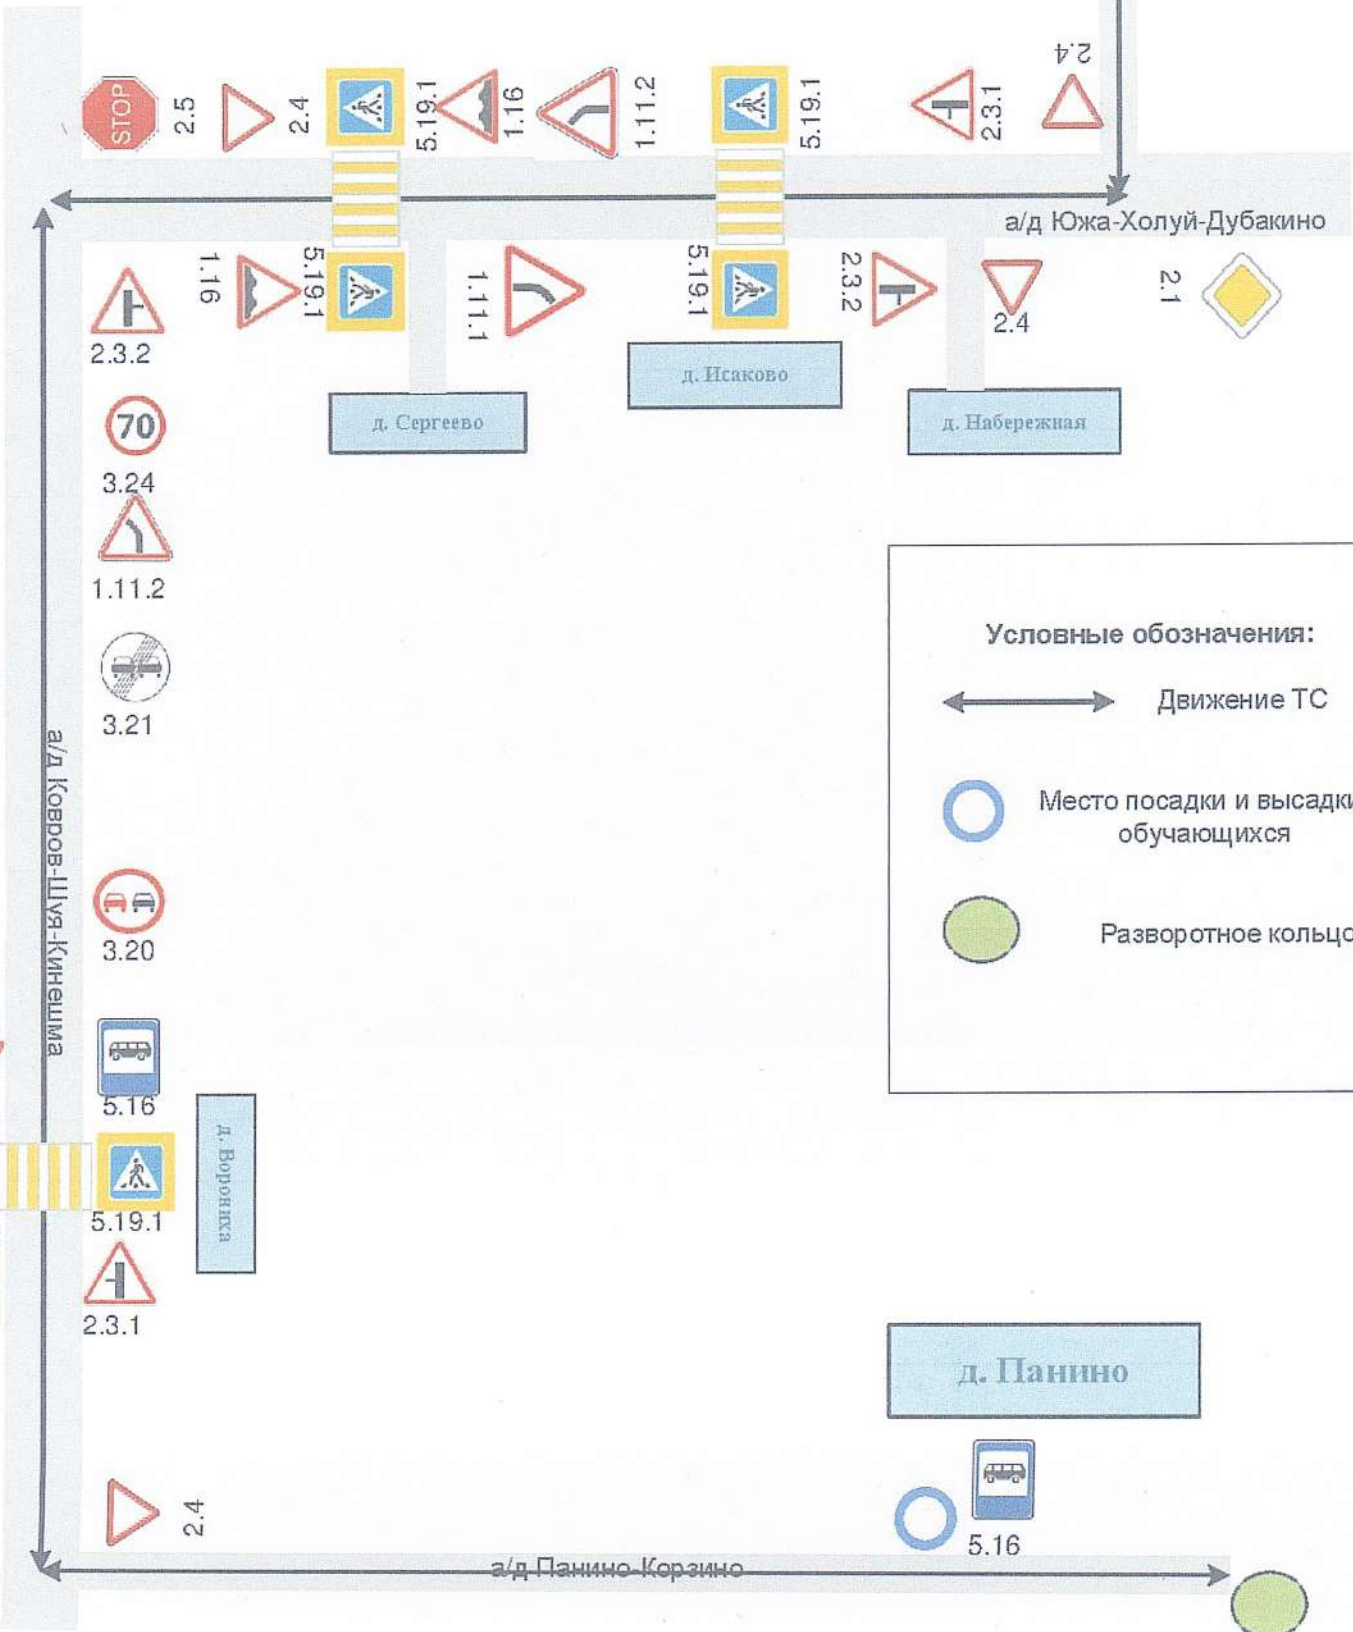 STOP
2.5
2.4
5.19.1
1.16
1.11.2
5.19.1
2.3.1
2.4
а/д Южа-Холуй-Дубакино
1.16
5.19.1
1.11.1
5.19.1
2.3.2
2.4
2.1
2.3.2
д. Сергеево
д. Исаково
д. Набережная
70
3.24
1.11.2
3.21
Условные обозначения:
Движение ТС
Место посадки и высадки
обучающихся
Разворотное кольцо
а/д Ковров-Шуя-Кинешма
3.20
5.16
д. Ворониха
5.19.1
2.3.1
д. Панино
2.4
5.16
а/д Панино-Корзино